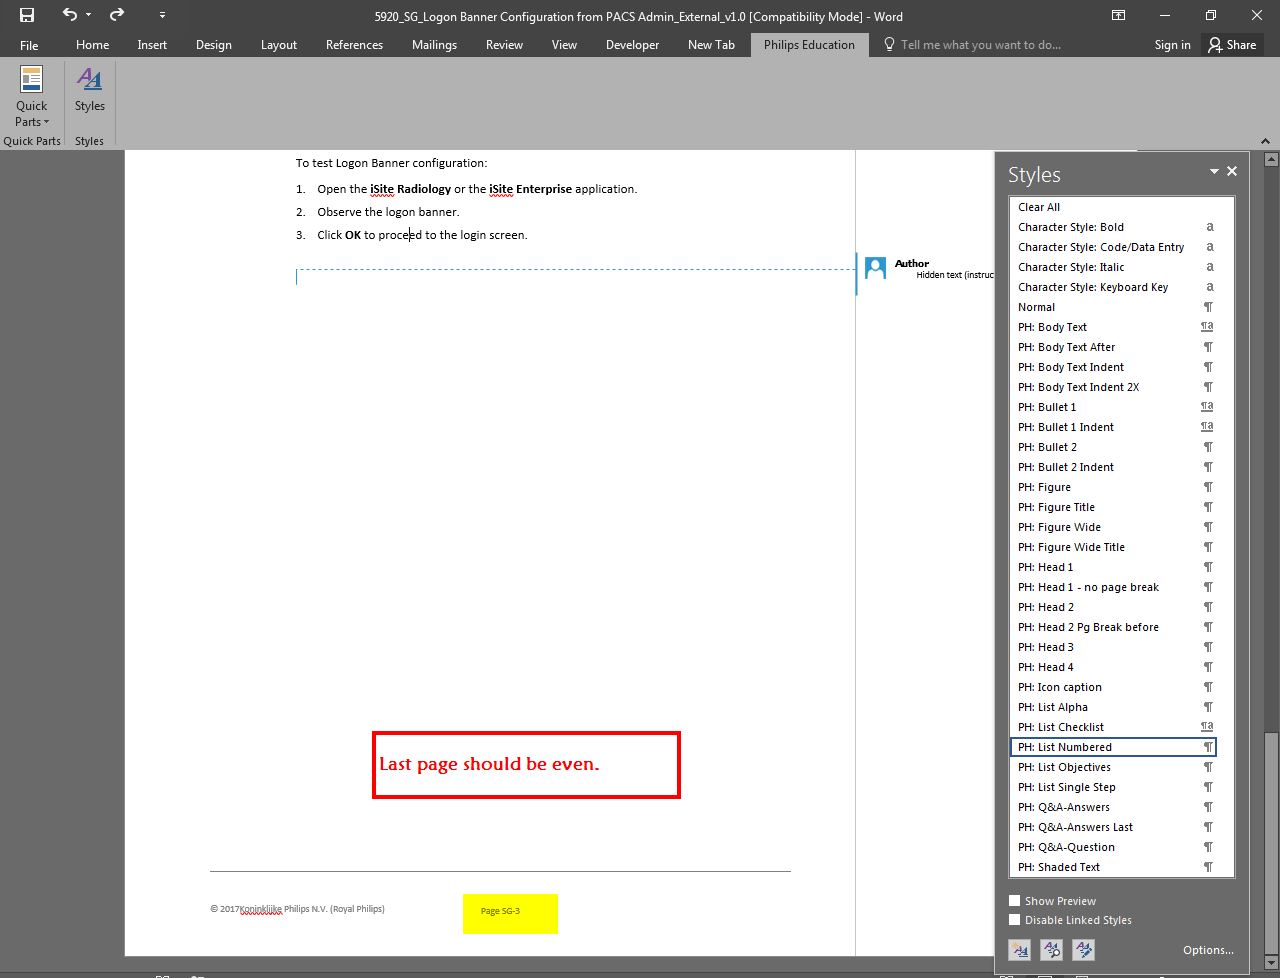 5920_SG_Logon Banner Configuration from PACS Admin_External_v1.0 [Compatibility Mode] - Word
File Home Insert Design Layout References Mailings Review View Developer New Tab Philips Education Tell me what you want to do... Sign in Share
Quick Parts
Styles
Quick Parts
Styles
To test Logon Banner configuration:
1. Open the iSite Radiology or the iSite Enterprise application.
2. Observe the logon banner.
3. Click OK to proceed to the login screen.
Author
Hidden text (instruc
Last page should be even.
© 2017Koninklijke Philips N.V. (Royal Philips)
Page SG-3
Styles
Clear All
Character Style: Bold a
Character Style: Code/Data Entry a
Character Style: Italic a
Character Style: Keyboard Key a
Normal ¶
PH: Body Text ¶a
PH: Body Text After ¶
PH: Body Text Indent ¶
PH: Body Text Indent 2X ¶
PH: Bullet 1 ¶a
PH: Bullet 1 Indent ¶a
PH: Bullet 2 ¶
PH: Bullet 2 Indent ¶
PH: Figure ¶
PH: Figure Title ¶
PH: Figure Wide ¶
PH: Figure Wide Title ¶
PH: Head 1 ¶
PH: Head 1 - no page break ¶
PH: Head 2 ¶
PH: Head 2 Pg Break before ¶
PH: Head 3 ¶
PH: Head 4 ¶
PH: Icon caption ¶
PH: List Alpha ¶
PH: List Checklist ¶a
PH: List Numbered ¶
PH: List Objectives ¶
PH: List Single Step ¶
PH: Q&A-Answers ¶
PH: Q&A-Answers Last ¶
PH: Q&A-Question ¶
PH: Shaded Text ¶
Show Preview
Disable Linked Styles
Options...